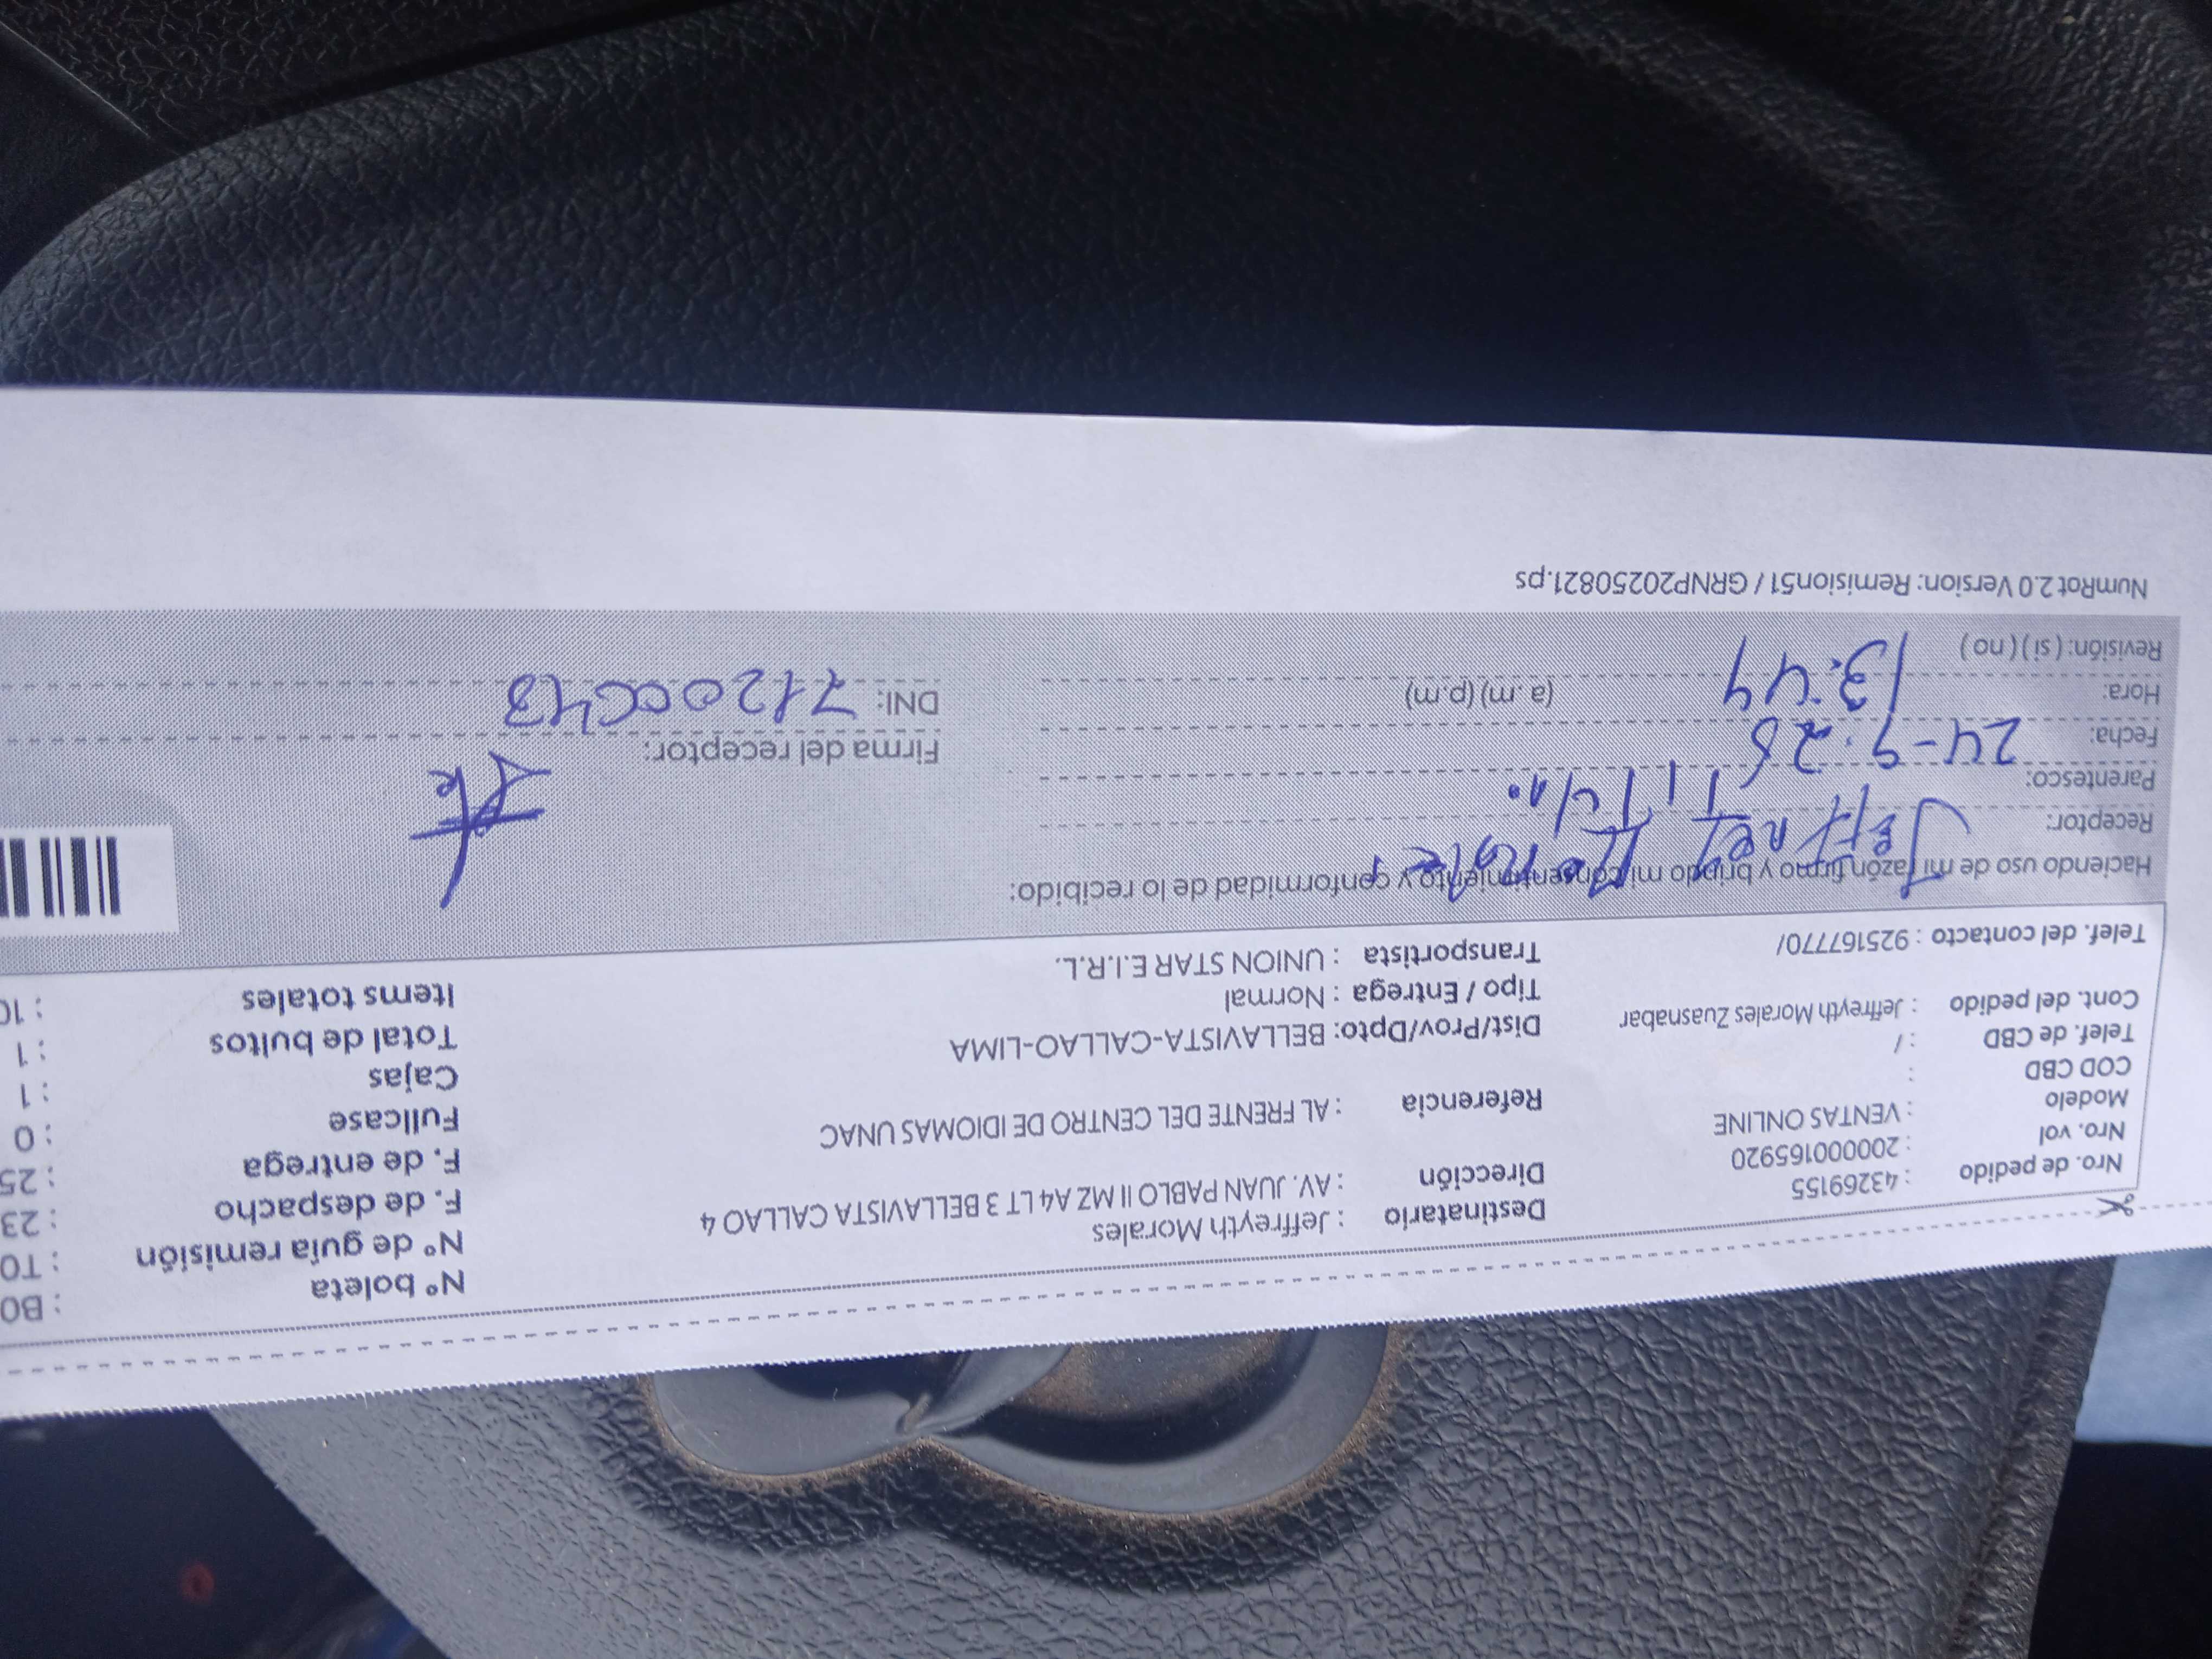 Nro. de pedido : 43269155
Nro. vol : 20000165920
Modelo : VENTAS ONLINE
COD CBD :
Telef. de CBD : /
Cont. del pedido : Jeffreyth Morales Zuasnabar
Telef. del contacto : 925167770/
Destinatario : Jeffreyth Morales
Dirección : AV. JUAN PABLO II MZ A4 LT 3 BELLAVISTA CALLAO 4
Referencia : AL FRENTE DEL CENTRO DE IDIOMAS UNAC
Dist/Prov/Dpto: BELLAVISTA-CALLAO-LIMA
Tipo / Entrega : Normal
Transportista : UNION STAR E.I.R.L.
N° boleta : B0
N° de guía remisión : T0
F. de despacho : 23
F. de entrega : 25
Fullcase : 0
Cajas : 1
Total de bultos : 1
Items totales : 10
Haciendo uso de mi razón firmo y brindo mi consentimiento y conformidad de lo recibido:
Receptor: Jeffrey Morales
Parentesco: Titular
Fecha: 24-9-25
Hora: 13:44 (a.m) (p.m)
Revisión: ( si ) ( no )
Firma del receptor:
DNI:
NumRot 2.0 Version: Remision51 / GRNP20250821.ps